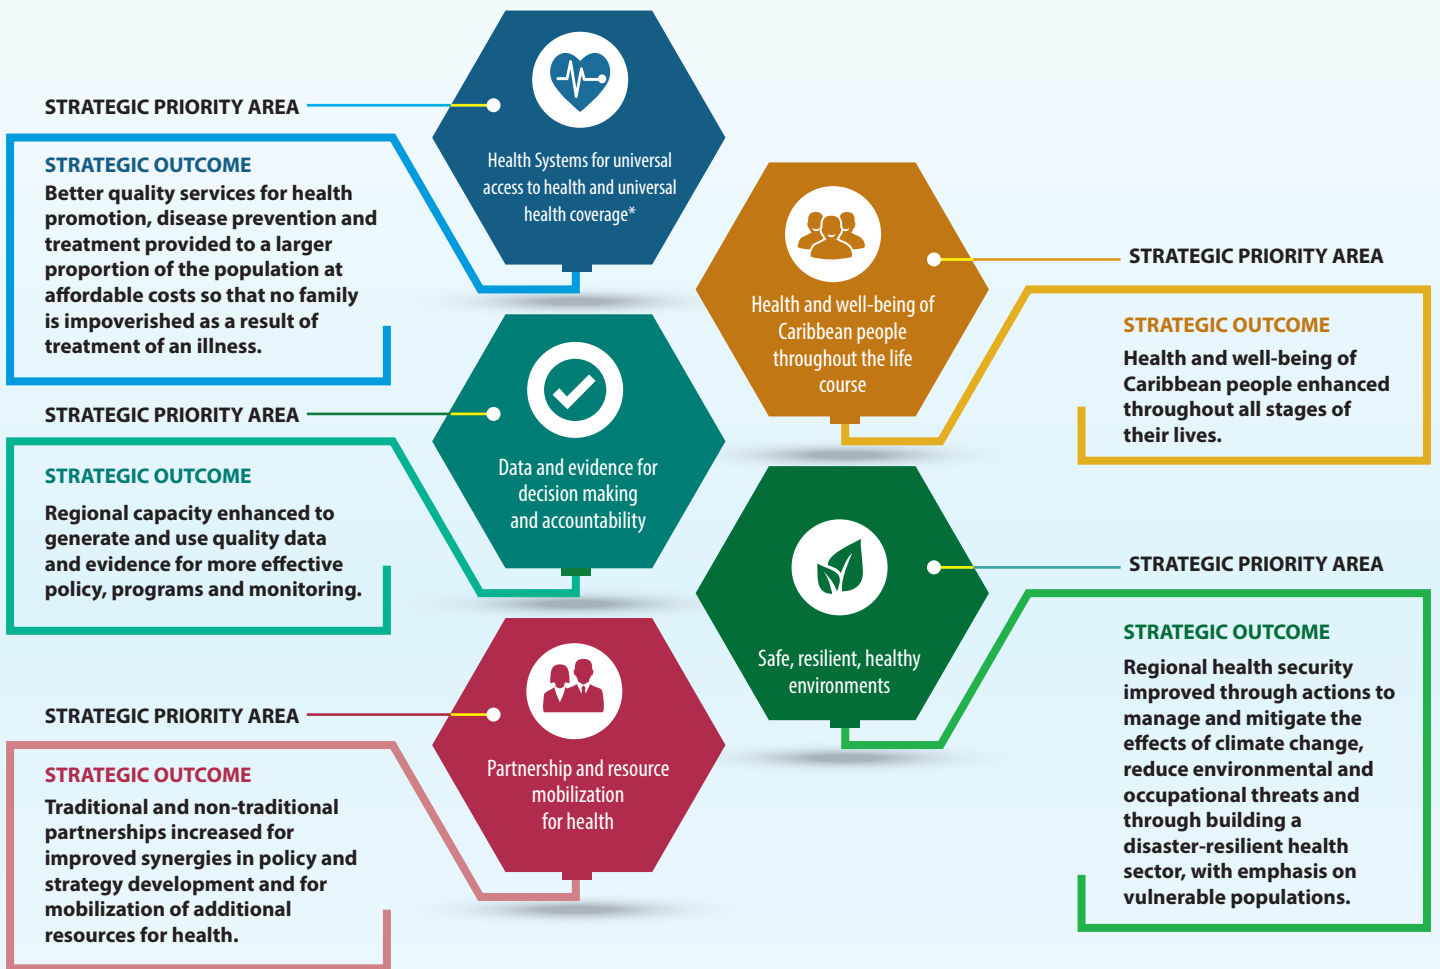 STRATEGIC PRIORITY AREA
Health Systems for universal
access to health and universal
health coverage*
STRATEGIC OUTCOME
Better quality services for health
promotion, disease prevention and
treatment provided to a larger
proportion of the population at
affordable costs so that no family
is impoverished as a result of
treatment of an illness.
STRATEGIC PRIORITY AREA
Health and well-being of
Caribbean people
throughout the life
course
STRATEGIC OUTCOME
Health and well-being of
Caribbean people enhanced
throughout all stages of
their lives.
STRATEGIC PRIORITY AREA
Data and evidence for
decision making
and accountability
STRATEGIC OUTCOME
Regional capacity enhanced to
generate and use quality data
and evidence for more effective
policy, programs and monitoring.
STRATEGIC PRIORITY AREA
Safe, resilient, healthy
environments
STRATEGIC OUTCOME
Regional health security
improved through actions to
manage and mitigate the
effects of climate change,
reduce environmental and
occupational threats and
through building a
disaster-resilient health
sector, with emphasis on
vulnerable populations.
STRATEGIC PRIORITY AREA
Partnership and resource
mobilization
for health
STRATEGIC OUTCOME
Traditional and non-traditional
partnerships increased for
improved synergies in policy and
strategy development and for
mobilization of additional
resources for health.